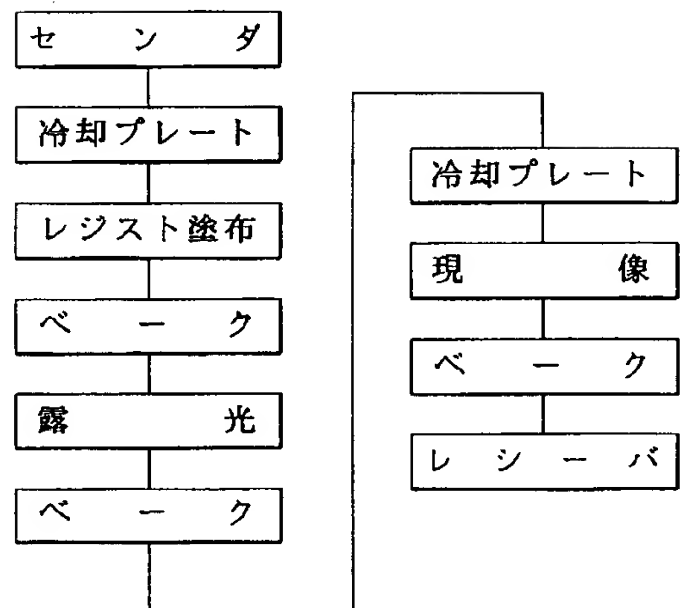 センダ
冷却プレート
レジスト塗布
ベーク
露光
ベーク
冷却プレート
現像
ベーク
レシーバ